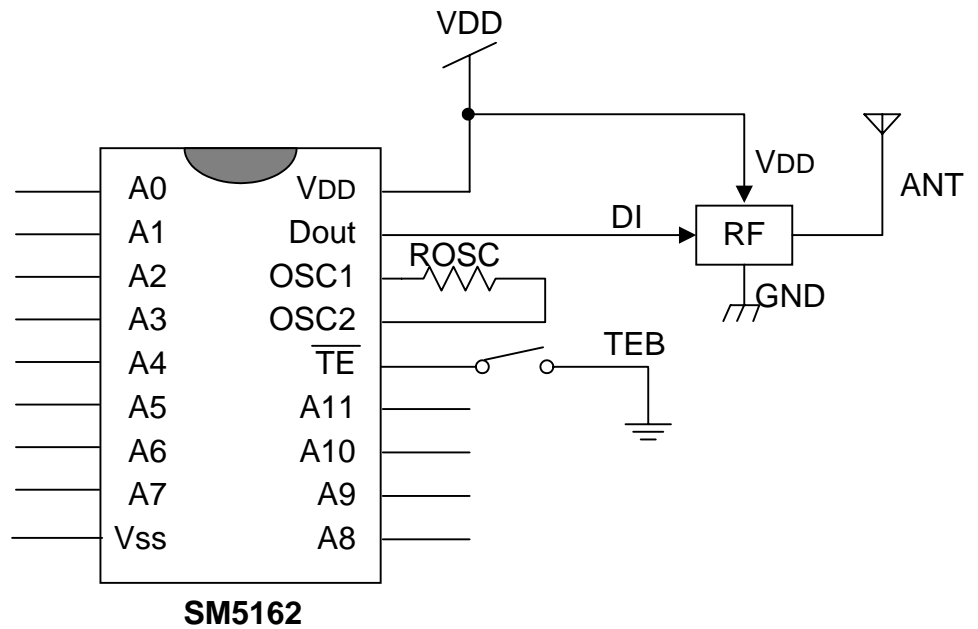 VDD
A0
A1
A2
A3
A4
A5
A6
A7
Vss
VDD
Dout
OSC1
OSC2
TE
A11
A10
A9
A8
ROSC
DI
TEB
VDD
RF
GND
ANT
SM5162